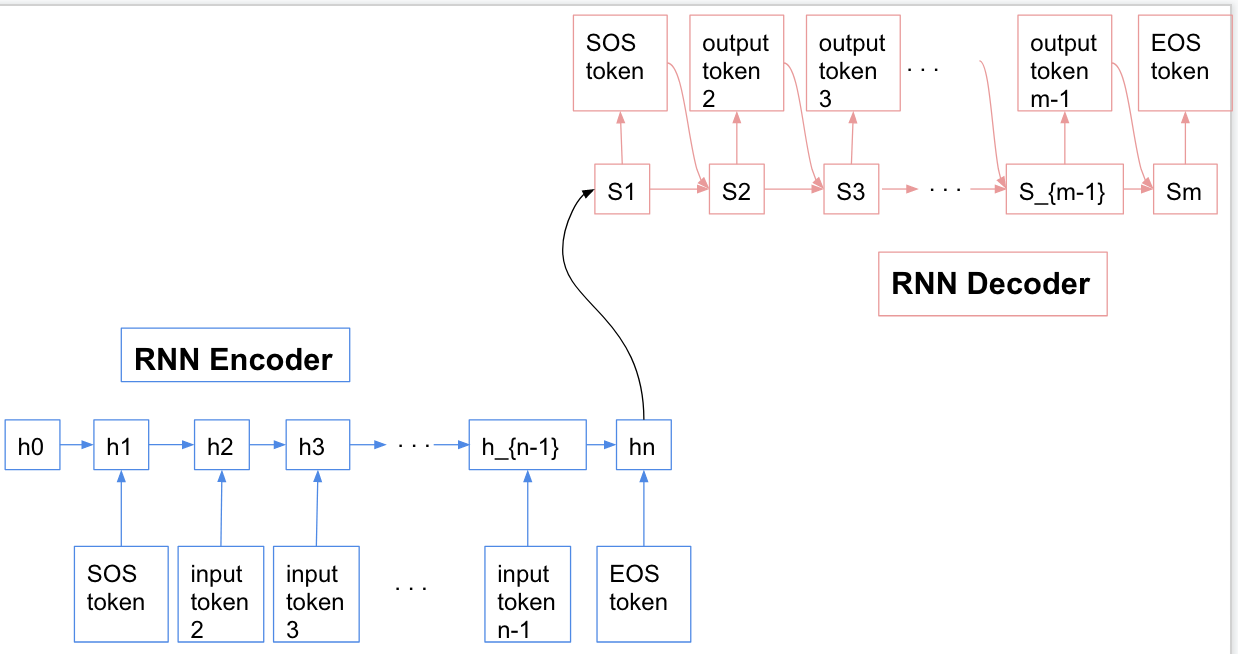 SOS
token
output
token
2
output
token
3
. . .
output
token
m-1
EOS
token
S1
S2
S3
. . .
S_{m-1}
Sm
RNN Decoder
RNN Encoder
h0
h1
h2
h3
. . .
h_{n-1}
hn
SOS
token
input
token
2
input
token
3
. . .
input
token
n-1
EOS
token